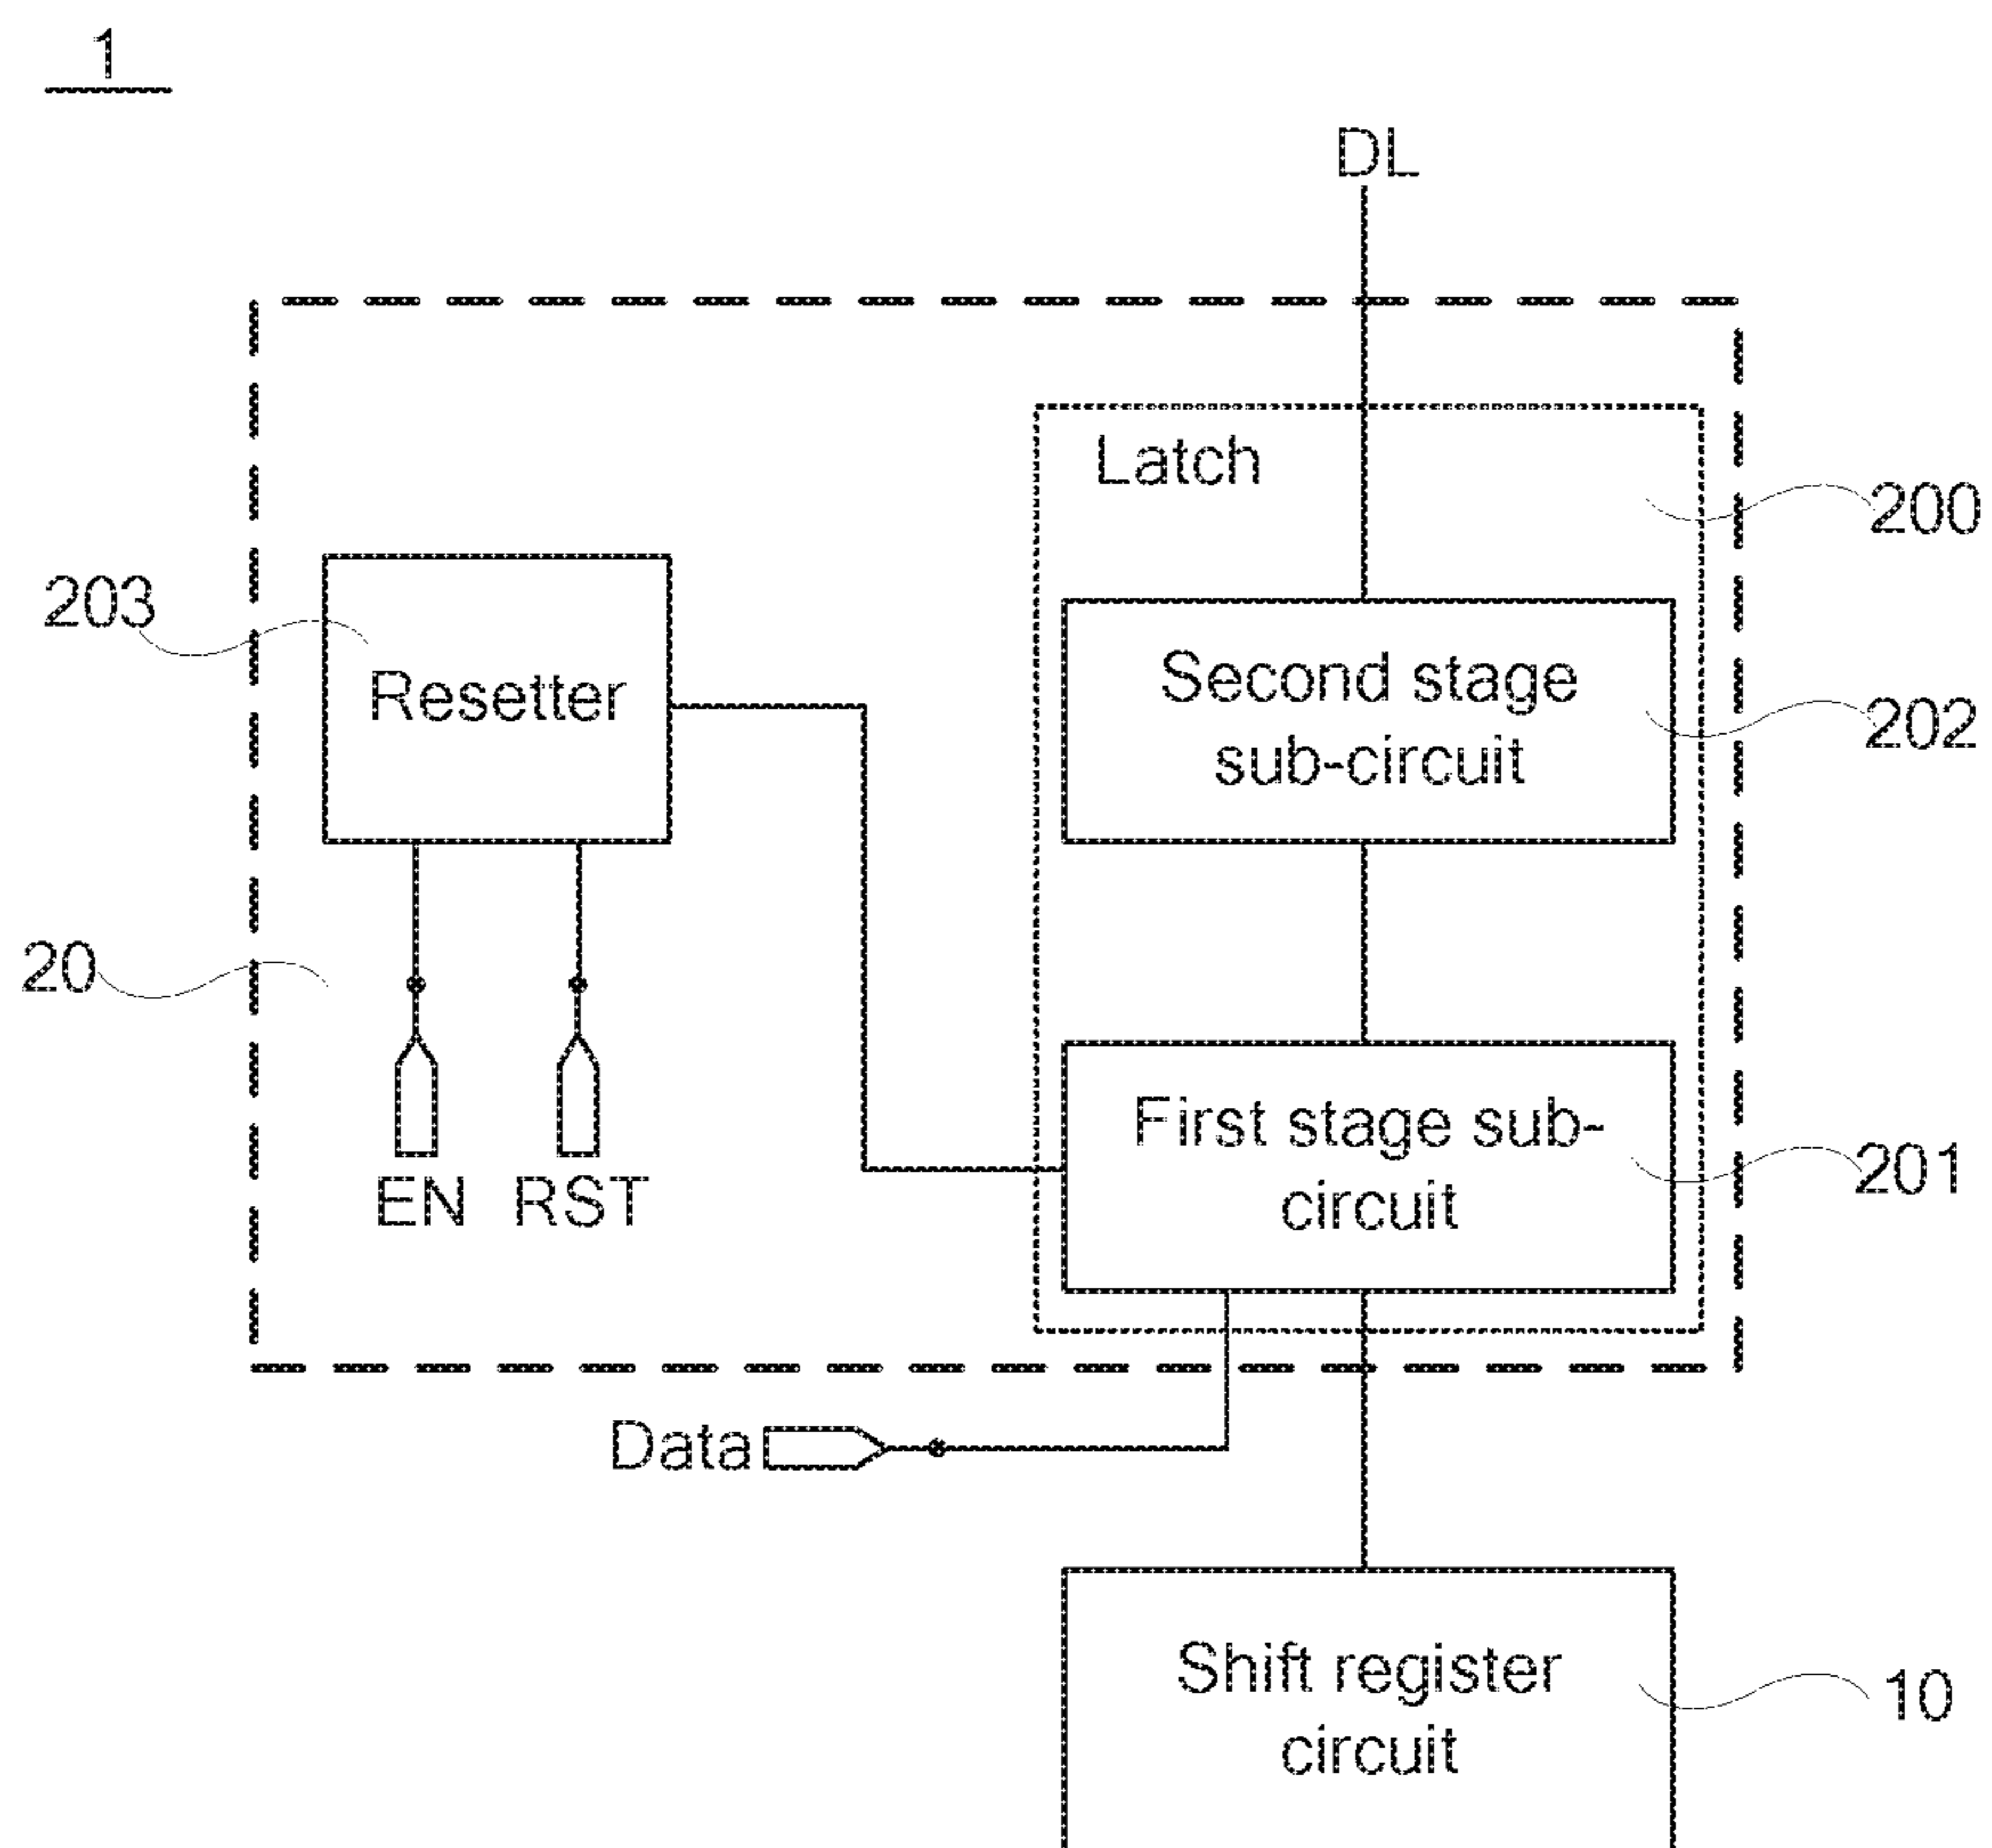 1
DL
Latch
200
203
Resetter
Second stage
sub-circuit
202
20
First stage sub-
circuit
201
EN RST
Data
Shift register
circuit
10